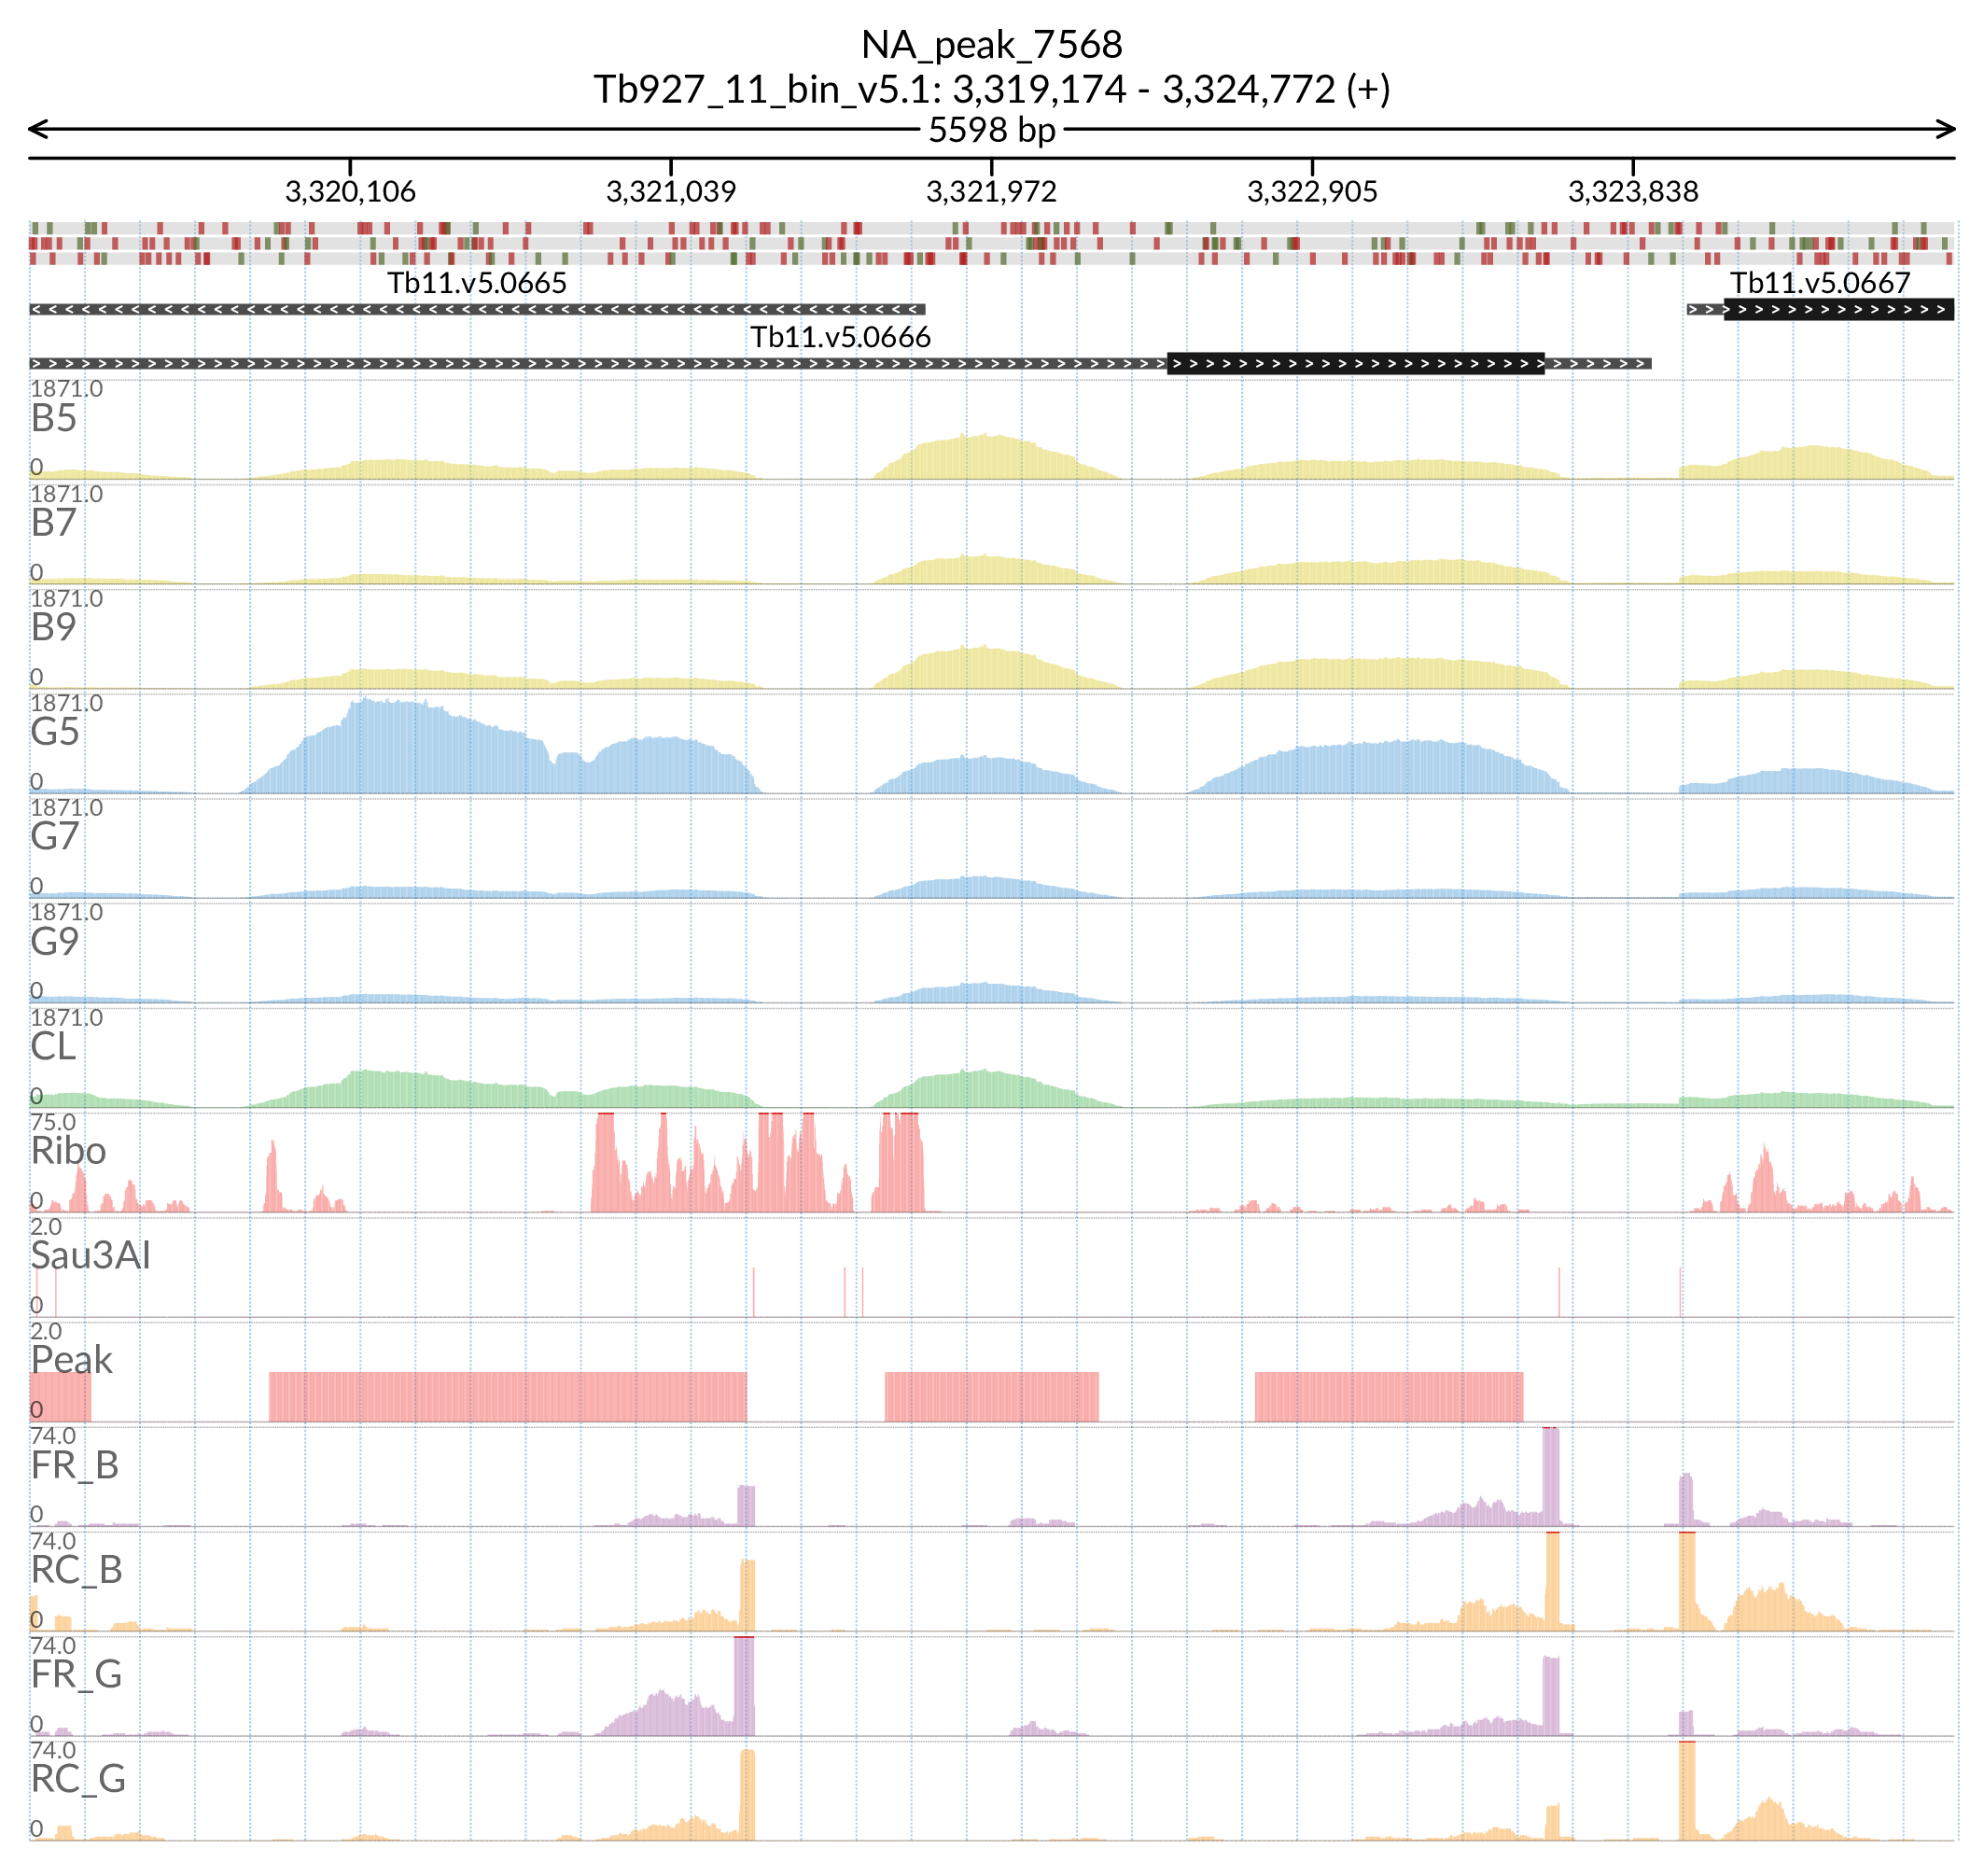 NA_peak_7568
Tb927_11_bin_v5.1: 3,319,174 - 3,324,772 (+)
5598 bp
3,320,106 3,321,039 3,321,972 3,322,905 3,323,838
Tb11.v5.0665 Tb11.v5.0667
Tb11.v5.0666
1871.0
B5
0
1871.0
B7
0
1871.0
B9
0
1871.0
G5
0
1871.0
G7
0
1871.0
G9
0
1871.0
CL
0
75.0
Ribo
0
2.0
Sau3AI
0
2.0
Peak
0
74.0
FR_B
0
74.0
RC_B
0
74.0
FR_G
0
74.0
RC_G
0